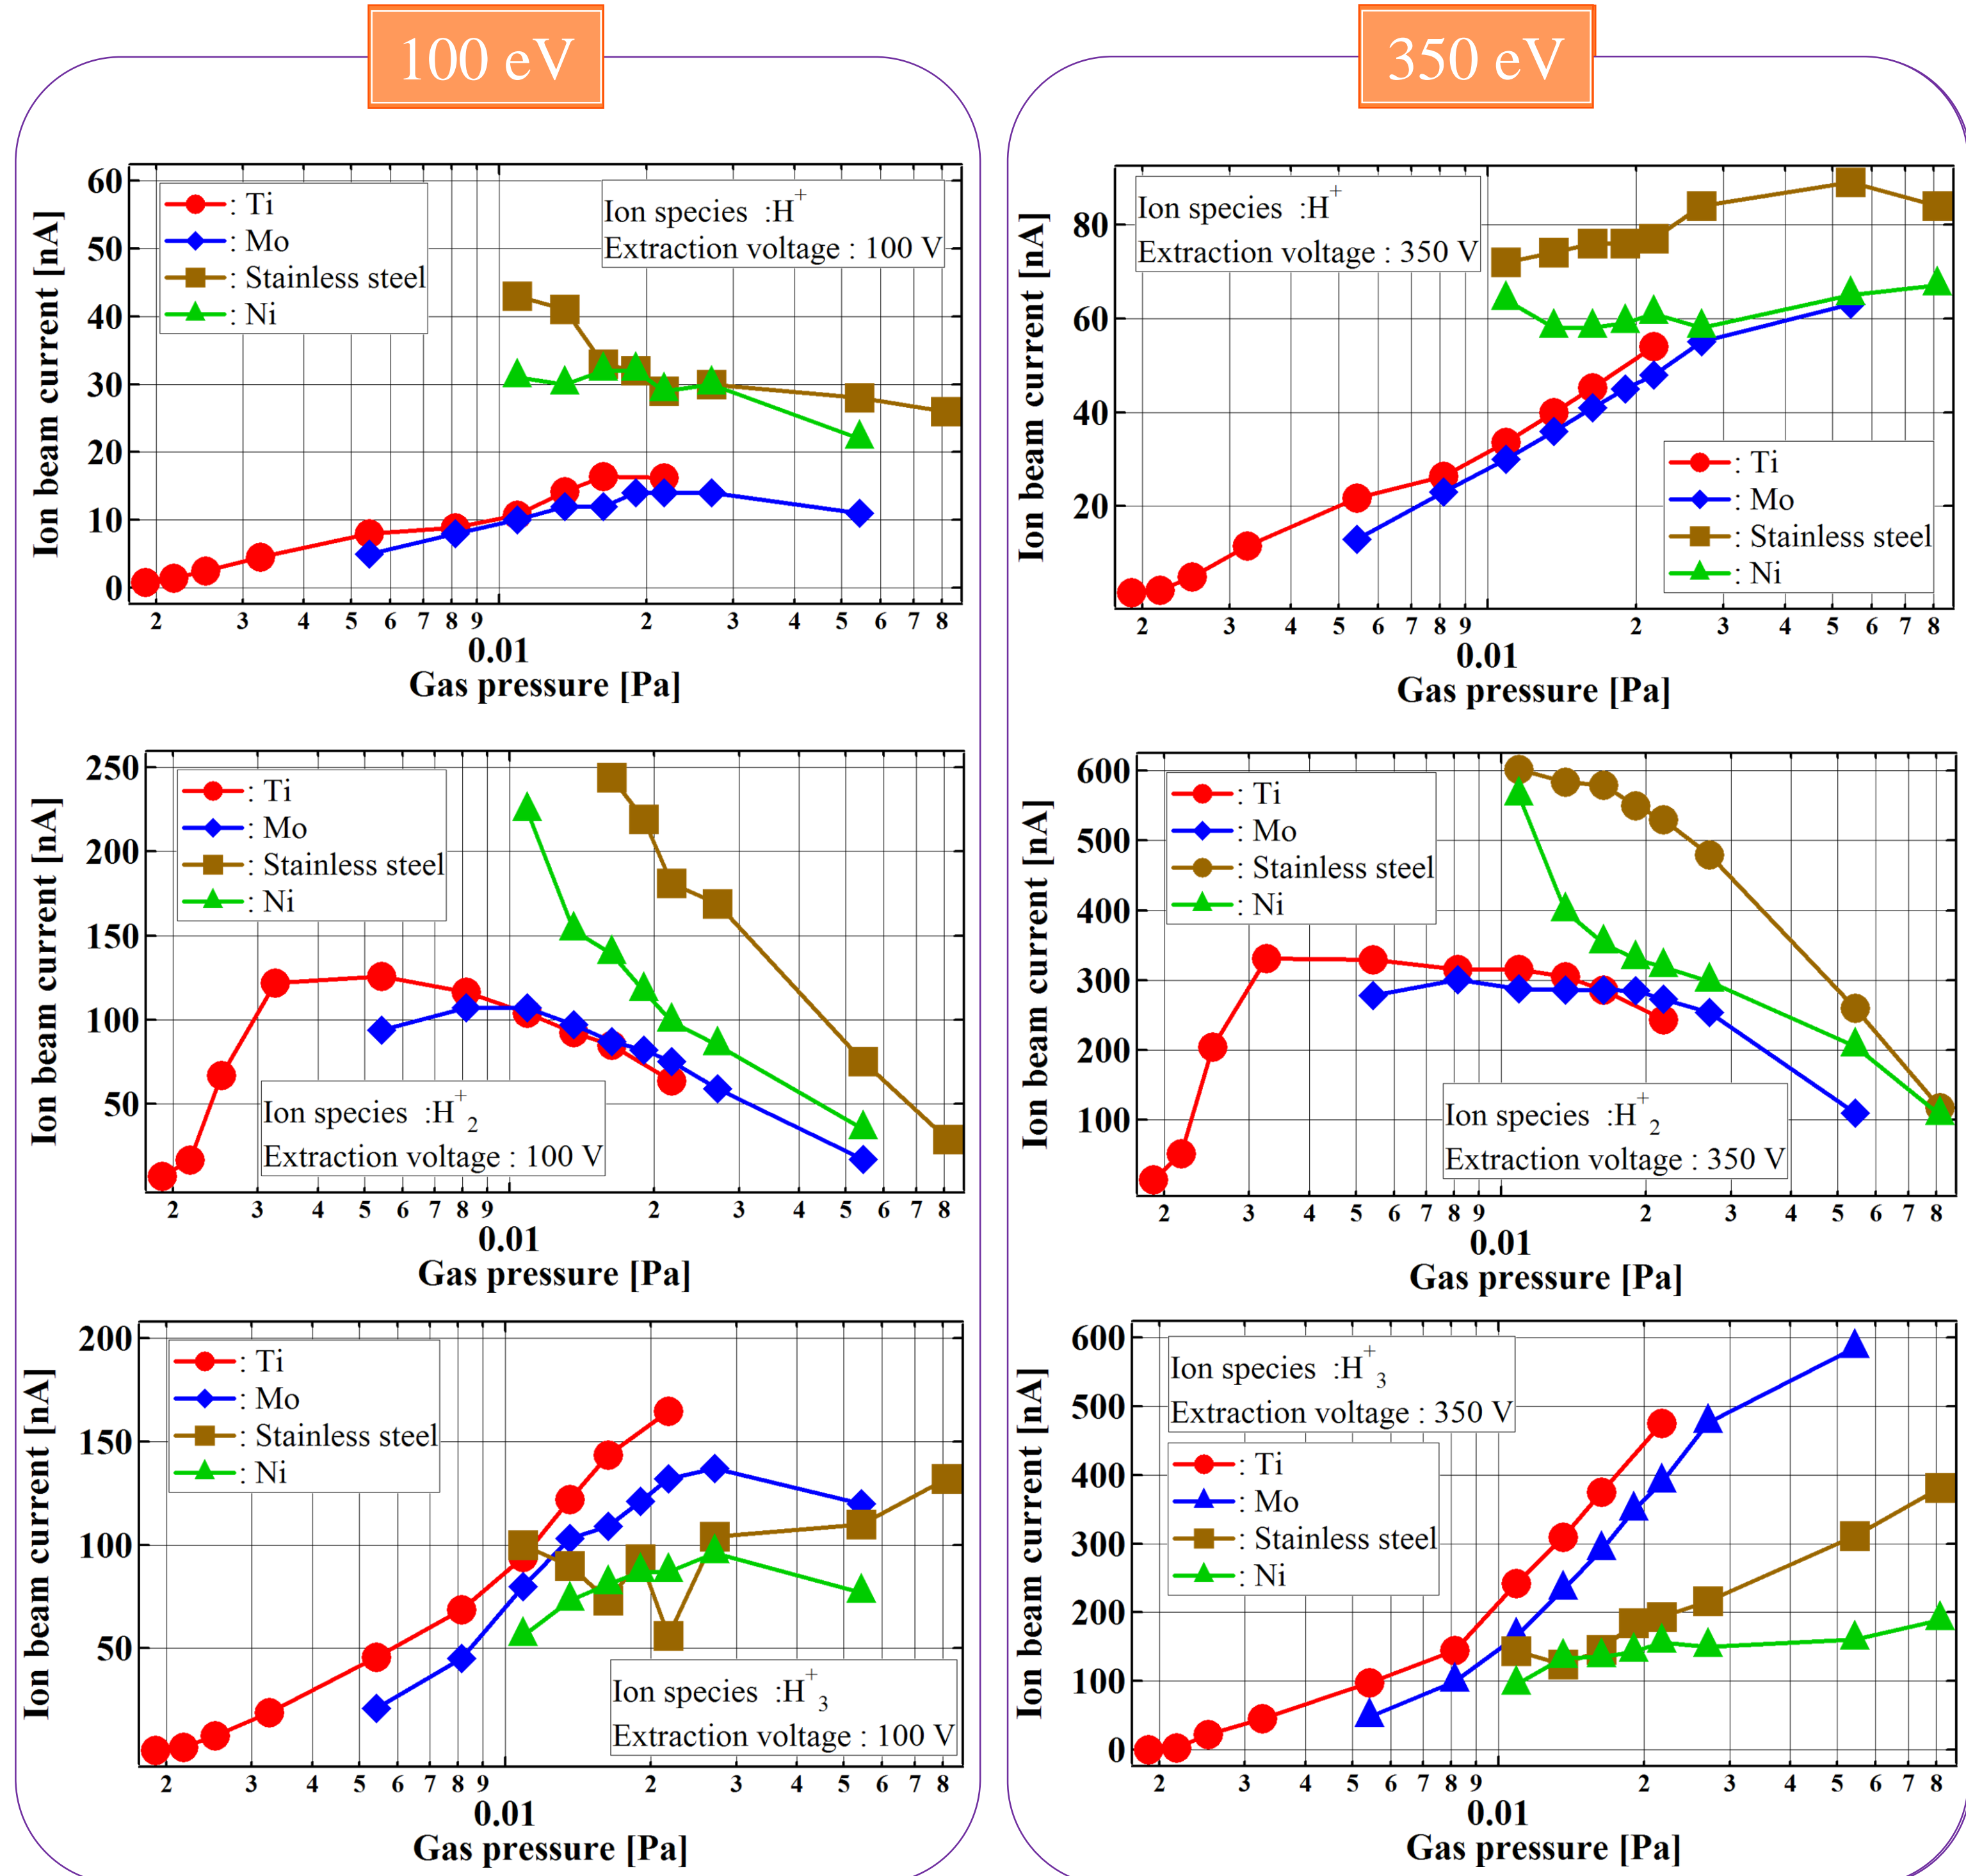 100 eV
350 eV
Ion beam current [nA]
60
50
40
30
20
10
0
: Ti
: Mo
: Stainless steel
: Ni
Ion species :H+
Extraction voltage : 100 V
2 3 4 5 6 7 8 9 2 3 4 5 6 7 8
0.01
Gas pressure [Pa]
Ion beam current [nA]
80
60
40
20
Ion species :H+
Extraction voltage : 350 V
: Ti
: Mo
: Stainless steel
: Ni
2 3 4 5 6 7 8 9 2 3 4 5 6 7 8
0.01
Gas pressure [Pa]
Ion beam current [nA]
250
200
150
100
50
: Ti
: Mo
: Stainless steel
: Ni
Ion species :H+2
Extraction voltage : 100 V
2 3 4 5 6 7 8 9 2 3 4 5 6 7 8
0.01
Gas pressure [Pa]
Ion beam current [nA]
600
500
400
300
200
100
: Ti
: Mo
: Stainless steel
: Ni
Ion species :H+2
Extraction voltage : 350 V
2 3 4 5 6 7 8 9 2 3 4 5 6 7 8
0.01
Gas pressure [Pa]
Ion beam current [nA]
200
150
100
50
: Ti
: Mo
: Stainless steel
: Ni
Ion species :H+3
Extraction voltage : 100 V
2 3 4 5 6 7 8 9 2 3 4 5 6 7 8
0.01
Gas pressure [Pa]
Ion beam current [nA]
600
500
400
300
200
100
0
Ion species :H+3
Extraction voltage : 350 V
: Ti
: Mo
: Stainless steel
: Ni
2 3 4 5 6 7 8 9 2 3 4 5 6 7 8
0.01
Gas pressure [Pa]